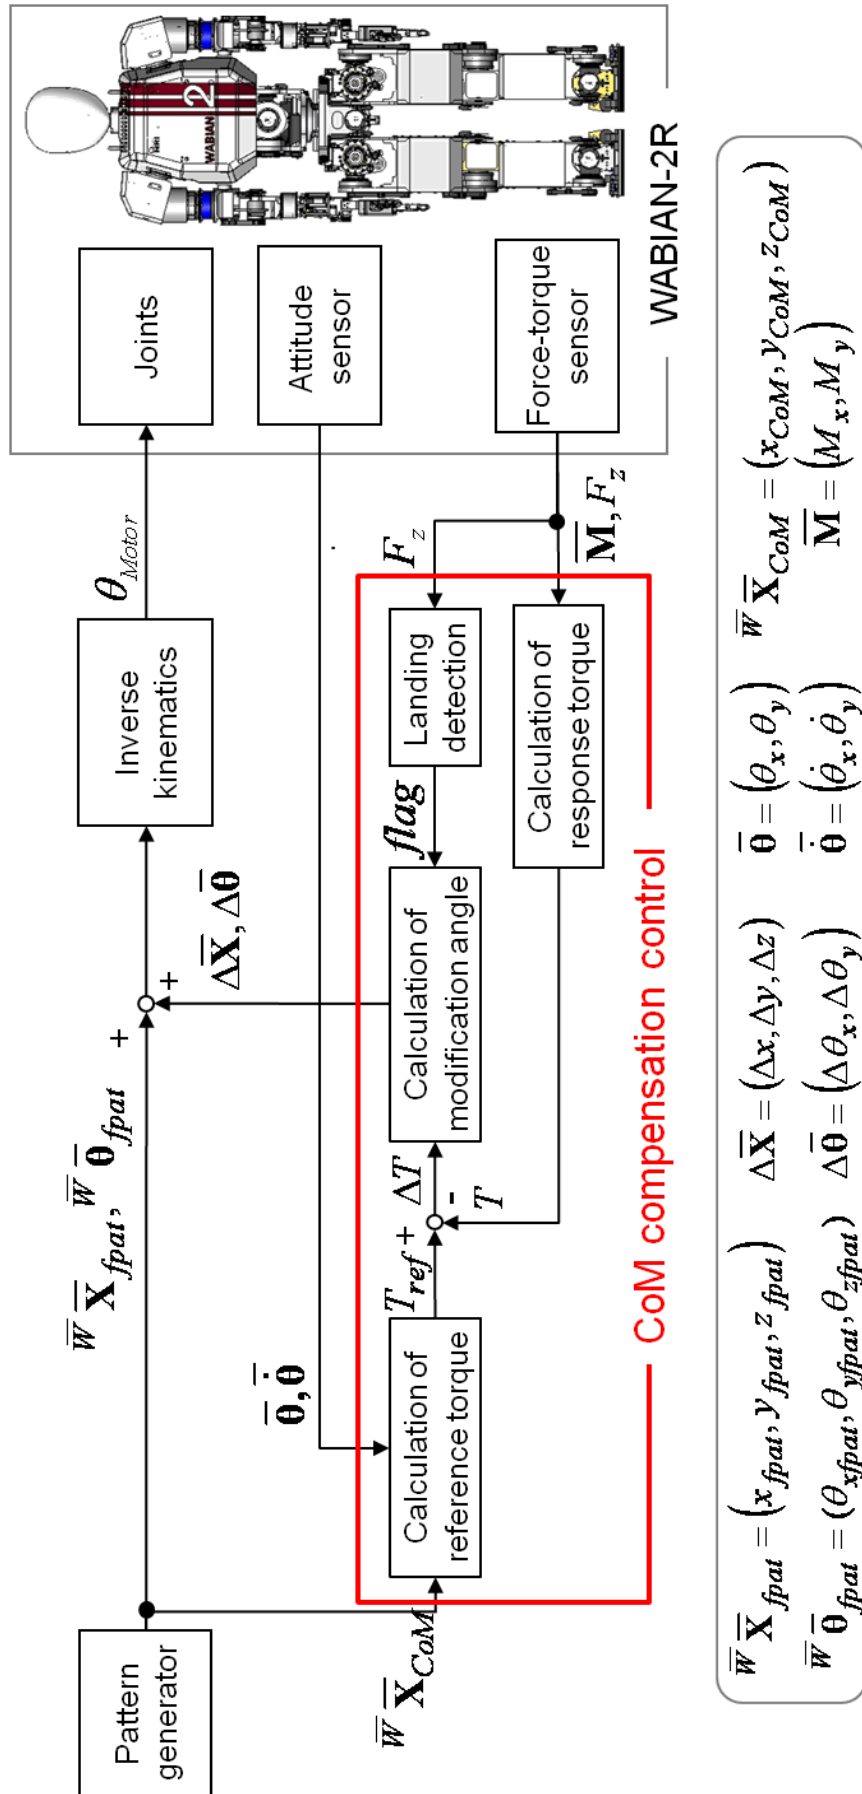 Pattern
generator
W̄X̄_fpat, W̄θ̄_fpat
+
+
ΔX̄, Δθ̄
Inverse
kinematics
θ_Motor
Joints
WABIAN
2
Attitude
sensor
Force-torque
sensor
WABIAN-2R
θ̄, θ̇̄
W̄X̄_CoM
Calculation of
reference torque
T_ref
+
ΔT
-
T
Calculation of
modification angle
flag
Landing
detection
F_z
M̄, F_z
Calculation of
response torque
CoM compensation control
W̄X̄_fpat = (x_fpat, y_fpat, z_fpat)
ΔX̄ = (Δx, Δy, Δz)
θ̄ = (θ_x, θ_y)
W̄X̄_CoM = (x_CoM, y_CoM, z_CoM)
W̄θ̄_fpat = (θ_xfpat, θ_yfpat, θ_zfpat)
Δθ̄ = (Δθ_x, Δθ_y)
θ̇̄ = (θ̇_x, θ̇_y)
M̄ = (M_x, M_y)